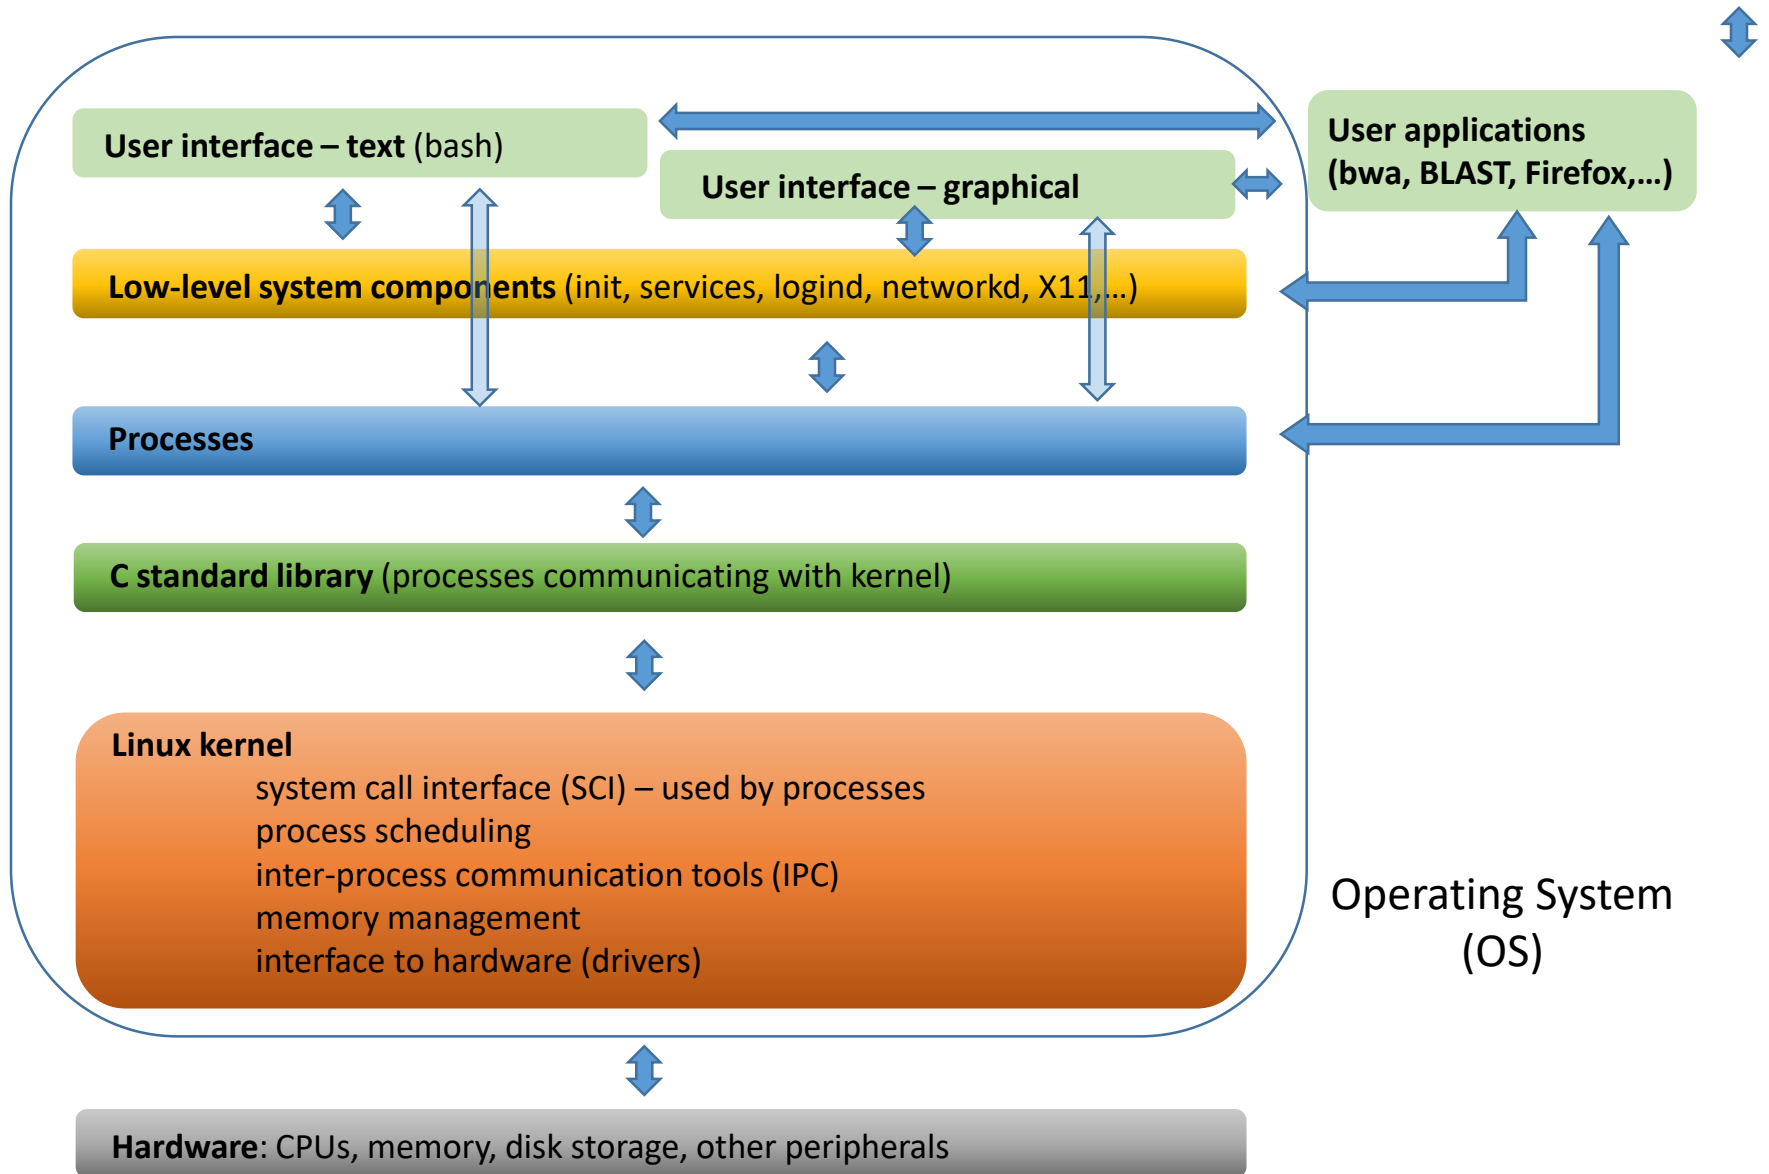 User interface – text (bash)
User interface – graphical
User applications
(bwa, BLAST, Firefox,…)
Low-level system components (init, services, logind, networkd, X11,…)
Processes
C standard library (processes communicating with kernel)
Linux kernel
system call interface (SCI) – used by processes
process scheduling
inter-process communication tools (IPC)
memory management
interface to hardware (drivers)
Operating System
(OS)
Hardware: CPUs, memory, disk storage, other peripherals